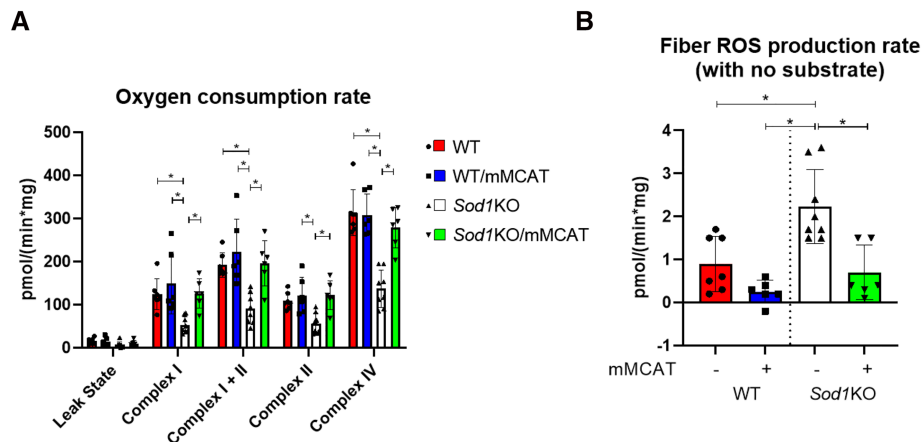 A
Oxygen consumption rate
pmol/(min*mg)
500
400
300
200
100
0
* * * * * * * * * * *
Leak State
Complex I
Complex I + II
Complex II
Complex IV
WT
WT/mMCAT
Sod1KO
Sod1KO/mMCAT
B
Fiber ROS production rate
(with no substrate)
pmol/(min*mg)
4
3
2
1
0
-1
*
* *
mMCAT - + - +
WT Sod1KO